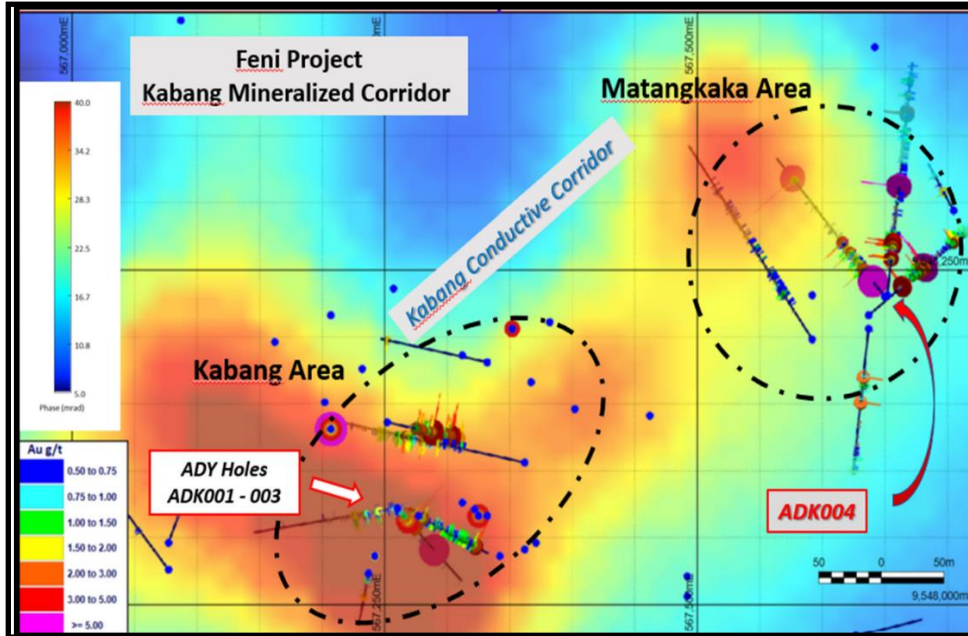 Feni Project
Kabang Mineralized Corridor
567,000mE
567,500mE
Matangkaka Area
Kabang Conductive Corridor
40.0
34.2
28.3
22.5
16.7
10.8
5.0
Phase (mrad)
Kabang Area
Au g/t
0.50 to 0.75
0.75 to 1.00
1.00 to 1.50
1.50 to 2.00
2.00 to 3.00
3.00 to 5.00
>= 5.00
ADY Holes
ADK001 - 003
ADK004
50
0
50m
9,548,000m
567,250mE
567,500mE